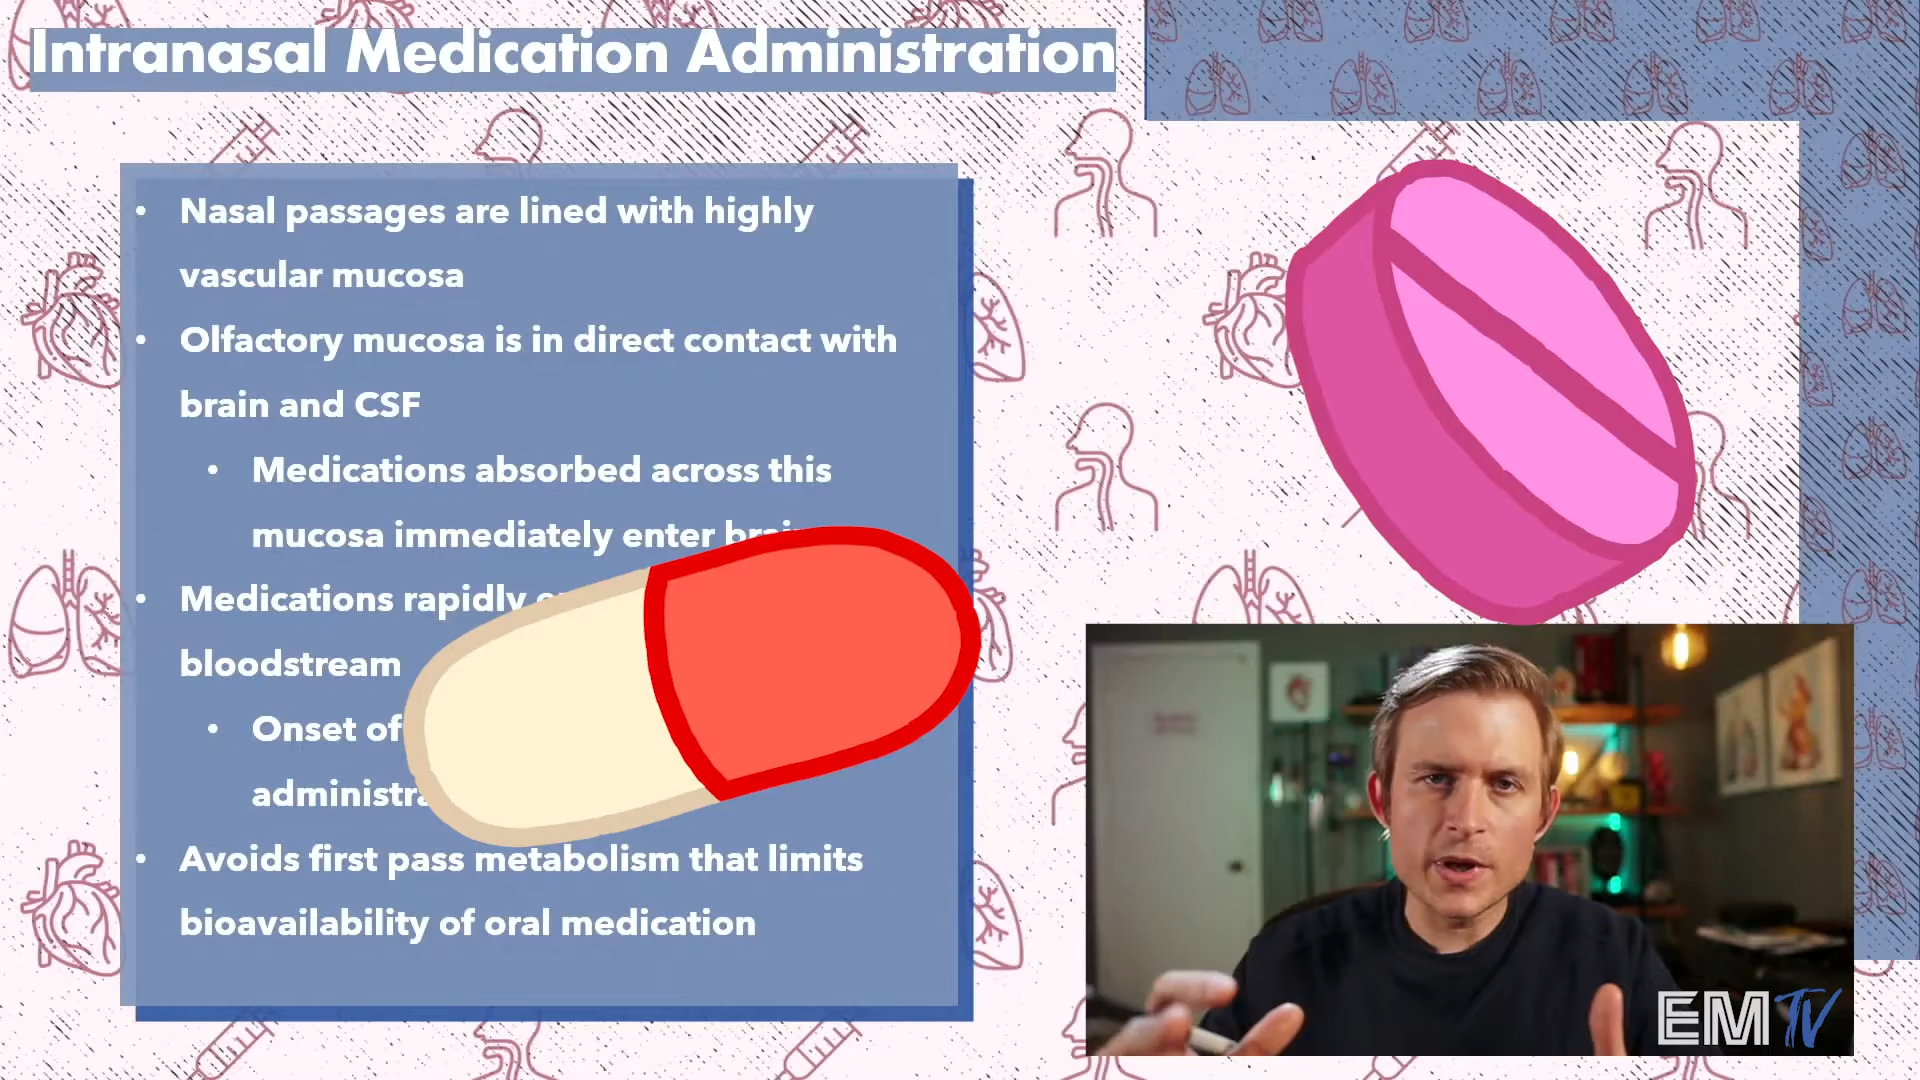 Intranasal Medication Administration
• Nasal passages are lined with highly
vascular mucosa
• Olfactory mucosa is in direct contact with
brain and CSF
• Medications absorbed across this
mucosa immediately enter
• Medications rapidly
bloodstream
• Onset of
• Avoids first pass metabolism that limits
bioavailability of oral medication
EMTV